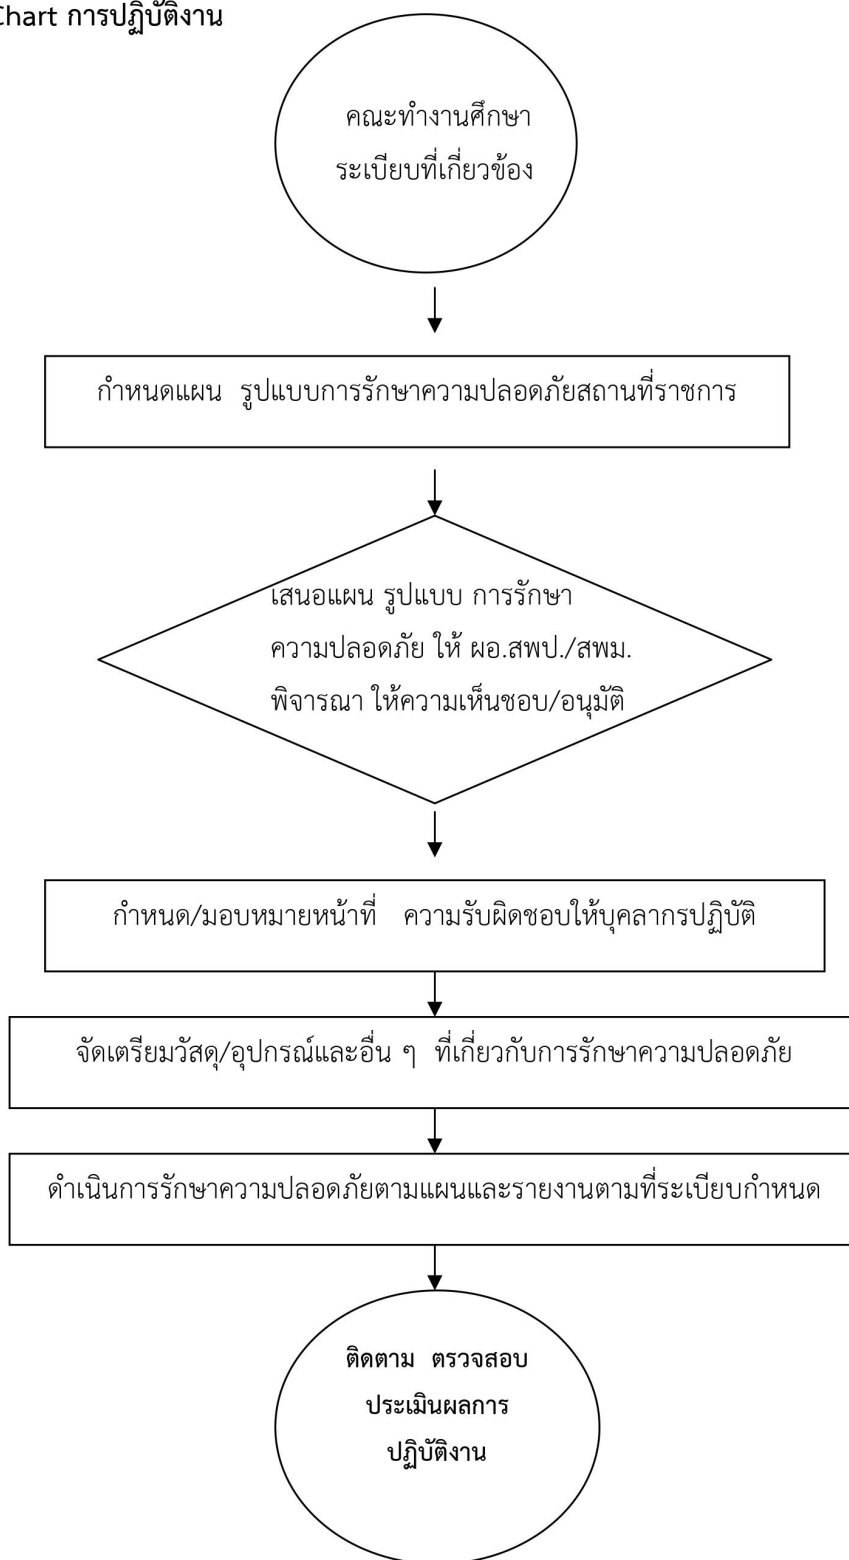 Chart การปฏิบัติงาน
คณะทำงานศึกษา
ระเบียบที่เกี่ยวข้อง
กำหนดแผน รูปแบบการรักษาความปลอดภัยสถานที่ราชการ
เสนอแผน รูปแบบ การรักษา
ความปลอดภัย ให้ ผอ.สพป./สพม.
พิจารณา ให้ความเห็นชอบ/อนุมัติ
กำหนด/มอบหมายหน้าที่ ความรับผิดชอบให้บุคลากรปฏิบัติ
จัดเตรียมวัสดุ/อุปกรณ์และอื่น ๆ ที่เกี่ยวกับการรักษาความปลอดภัย
ดำเนินการรักษาความปลอดภัยตามแผนและรายงานตามที่ระเบียบกำหนด
ติดตาม ตรวจสอบ
ประเมินผลการ
ปฏิบัติงาน